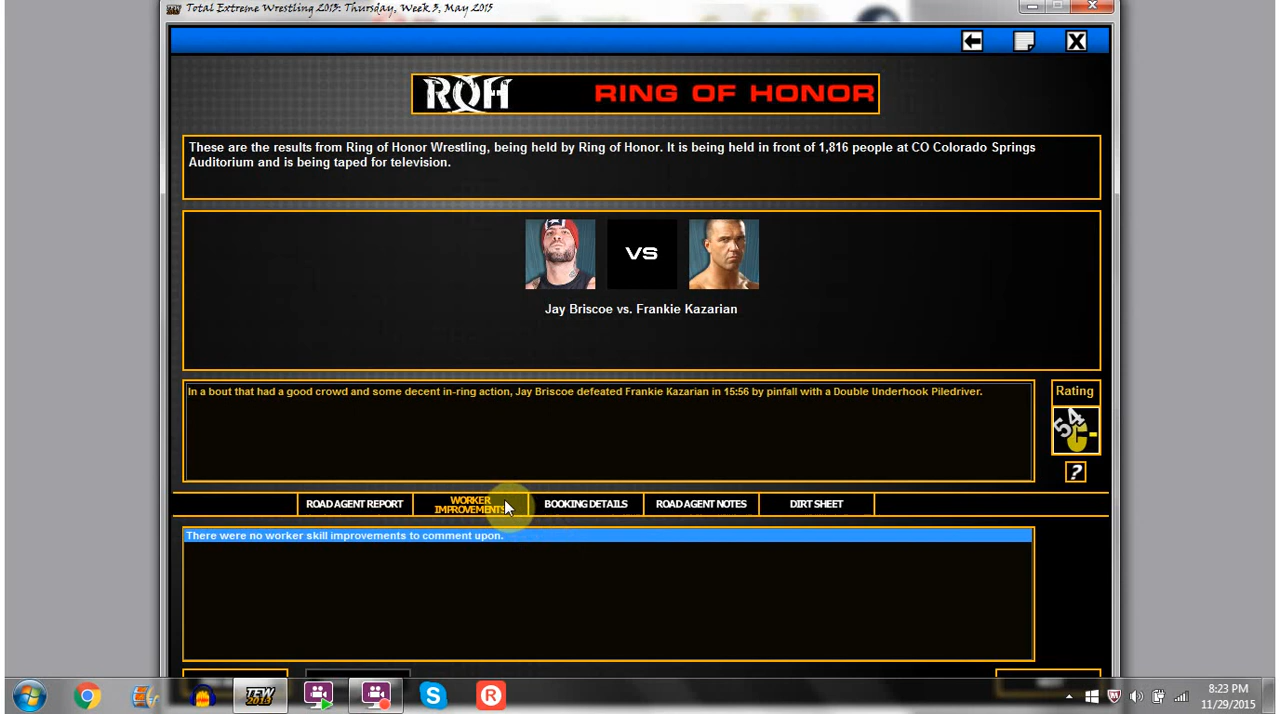 Total Extreme Wrestling 2013: Thursday, Week 3, May 2015
ROH RING OF HONOR
These are the results from Ring of Honor Wrestling, being held by Ring of Honor. It is being held in front of 1,816 people at CO Colorado Springs
Auditorium and is being taped for television.
VS
Jay Briscoe vs. Frankie Kazarian
In a bout that had a good crowd and some decent in-ring action, Jay Briscoe defeated Frankie Kazarian in 15:56 by pinfall with a Double Underhook Piledriver.
Rating
54
C-
?
ROAD AGENT REPORT
WORKER
IMPROVEMENTS
BOOKING DETAILS
ROAD AGENT NOTES
DIRT SHEET
There were no worker skill improvements to comment upon.
TEW
2013
S
R
8:23 PM
11/29/2015